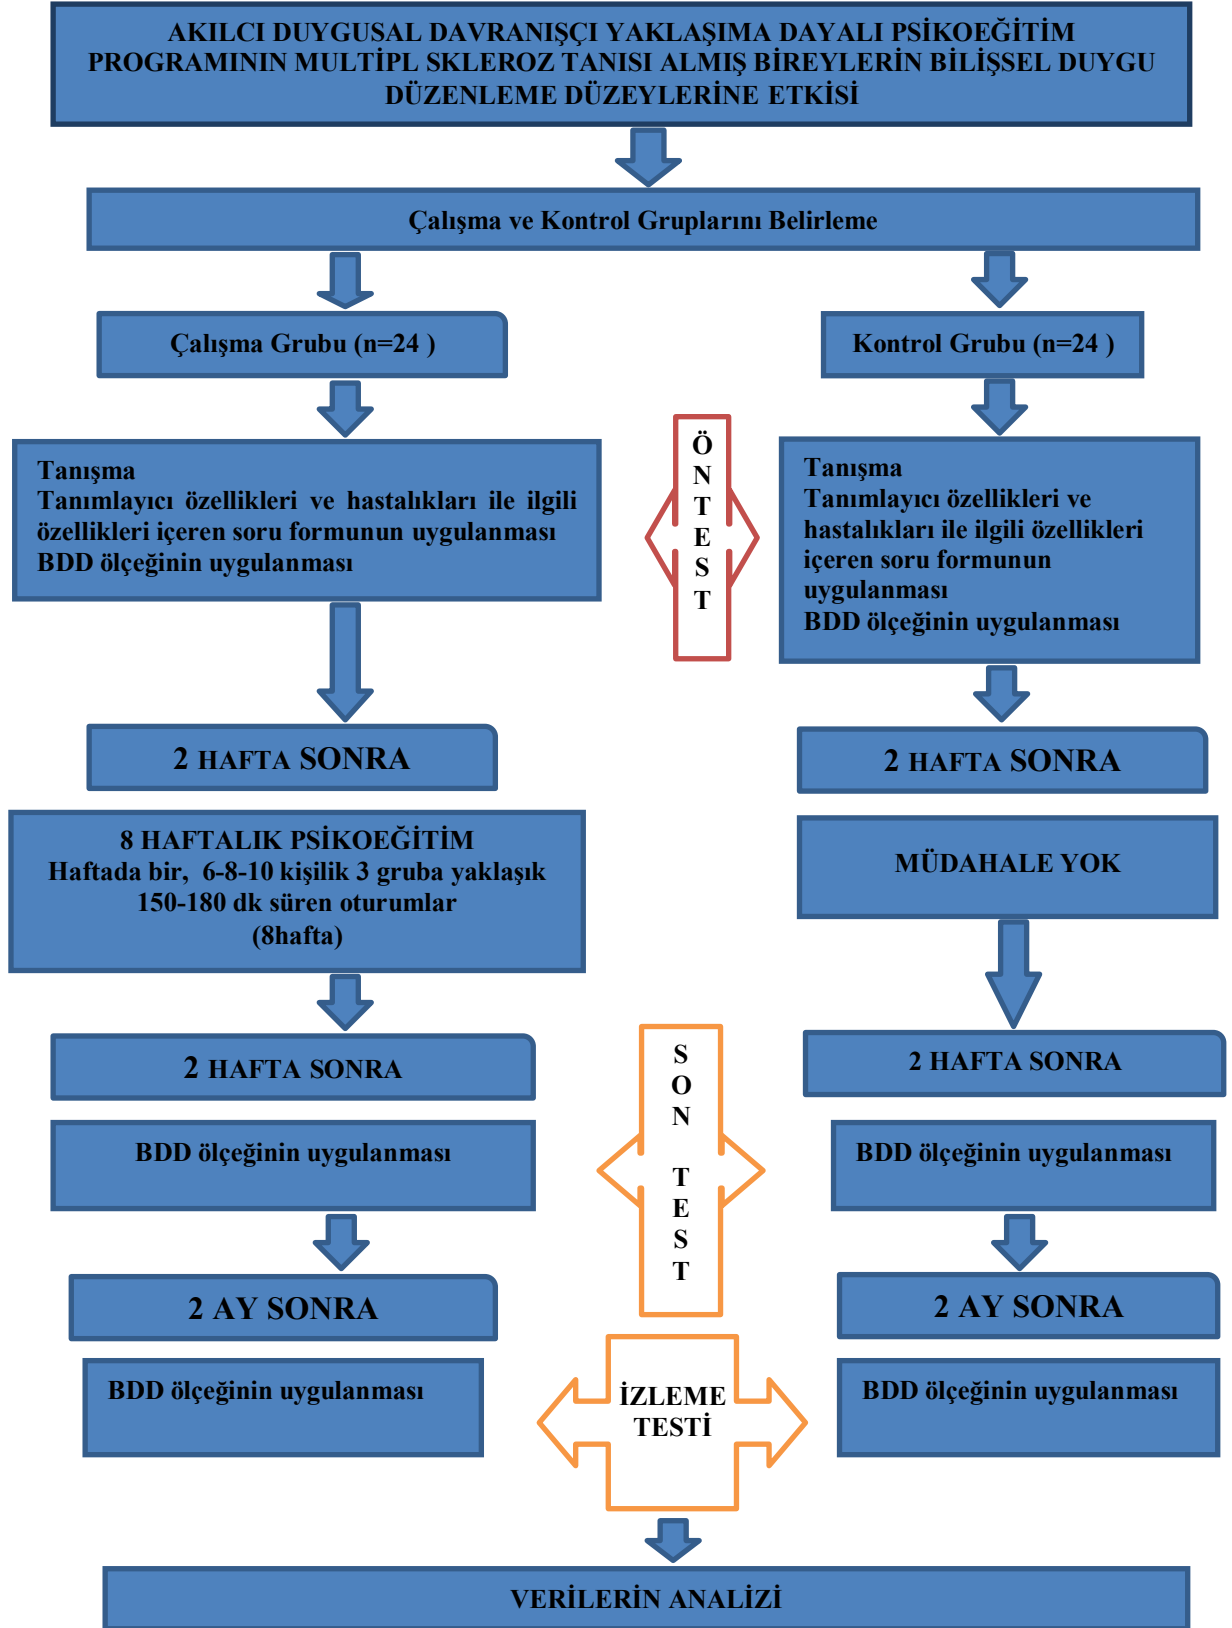 AKILCI DUYGUSAL DAVRANIŞÇI YAKLAŞIMA DAYALI PSİKOEĞİTİM
PROGRAMININ MULTİPL SKLEROZ TANISI ALMIŞ BİREYLERİN BİLİŞSEL DUYGU
DÜZENLEME DÜZEYLERİNE ETKİSİ
Çalışma ve Kontrol Gruplarını Belirleme
Çalışma Grubu (n=24 )
Kontrol Grubu (n=24 )
Tanışma
Tanımlayıcı özellikleri ve hastalıkları ile ilgili
özellikleri içeren soru formunun uygulanması
BDD ölçeğinin uygulanması
Ö
N
T
E
S
T
Tanışma
Tanımlayıcı özellikleri ve
hastalıkları ile ilgili özellikleri
içeren soru formunun
uygulanması
BDD ölçeğinin uygulanması
2 HAFTA SONRA
2 HAFTA SONRA
8 HAFTALIK PSİKOEĞİTİM
Haftada bir, 6-8-10 kişilik 3 gruba yaklaşık
150-180 dk süren oturumlar
(8hafta)
MÜDAHALE YOK
2 HAFTA SONRA
S
O
N
T
E
S
T
2 HAFTA SONRA
BDD ölçeğinin uygulanması
BDD ölçeğinin uygulanması
2 AY SONRA
2 AY SONRA
BDD ölçeğinin uygulanması
İZLEME
TESTİ
BDD ölçeğinin uygulanması
VERİLERİN ANALİZİ